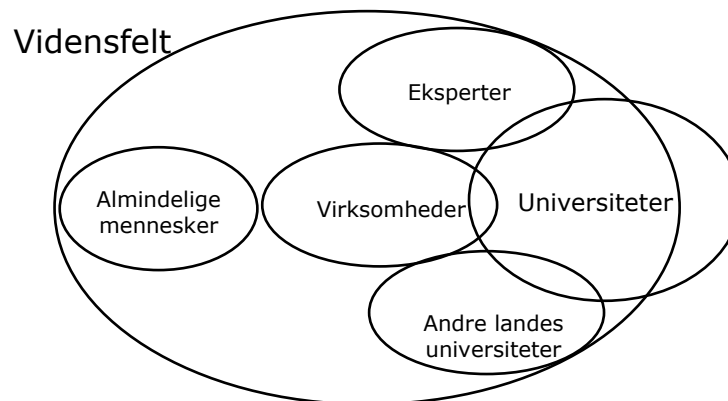 Vidensfelt
Eksperter
Almindelige
mennesker
Virksomheder
Universiteter
Andre landes
universiteter